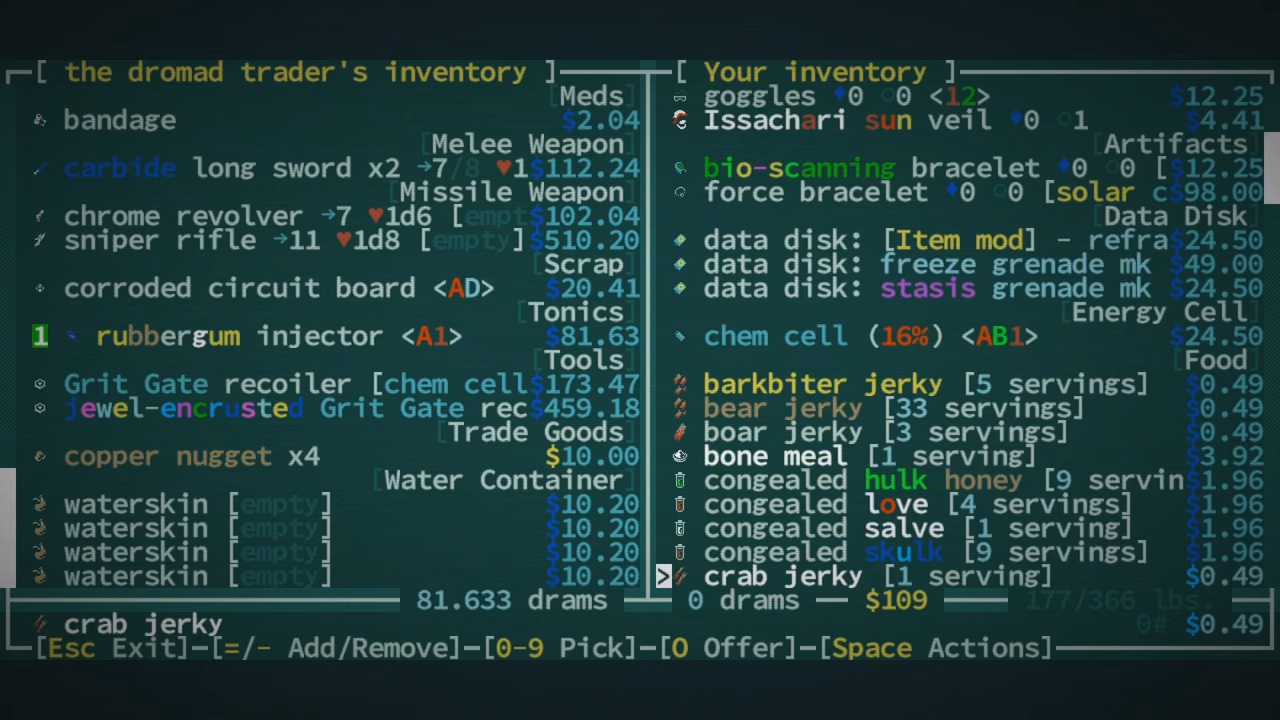 [ the dromad trader's inventory ]
[Meds]
bandage $2.04
[Melee Weapon]
carbide long sword x2 →7/8 ♥1$112.24
[Missile Weapon]
chrome revolver →7 ♥1d6 [empt$102.04
sniper rifle →11 ♥1d8 [empty]$510.20
[Scrap]
corroded circuit board <AD> $20.41
[Tonics]
1 rubbergum injector <A1> $81.63
[Tools]
Grit Gate recoiler [chem cell$173.47
jewel-encrusted Grit Gate rec$459.18
[Trade Goods]
copper nugget x4 $10.00
[Water Container]
waterskin [empty] $10.20
waterskin [empty] $10.20
waterskin [empty] $10.20
waterskin [empty] $10.20
81.633 drams
[ Your inventory ]
goggles ♦0 ○0 <12> $12.25
Issachari sun veil ♦0 ○1 $4.41
[Artifacts]
bio-scanning bracelet ♦0 ○0 [$12.25
force bracelet ♦0 ○0 [solar c$98.00
[Data Disk]
data disk: [Item mod] - refra$24.50
data disk: freeze grenade mk $49.00
data disk: stasis grenade mk $24.50
[Energy Cell]
chem cell (16%) <AB1> $24.50
[Food]
barkbiter jerky [5 servings] $0.49
bear jerky [33 servings] $0.49
boar jerky [3 servings] $0.49
bone meal [1 serving] $3.92
congealed hulk honey [9 servin$1.96
congealed love [4 servings] $1.96
congealed salve [1 serving] $1.96
congealed skulk [9 servings] $1.96
> crab jerky [1 serving] $0.49
0 drams — $109 177/366 lbs.
crab jerky 0# $0.49
[Esc Exit]-[=/- Add/Remove]-[0-9 Pick]-[O Offer]-[Space Actions]